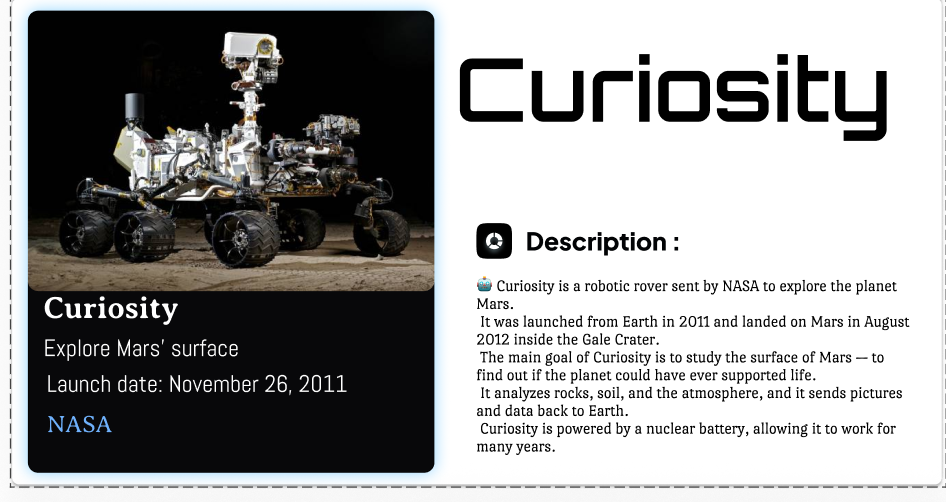 Curiosity
Explore Mars' surface
Launch date: November 26, 2011
NASA
Curiosity
Description :
🤖 Curiosity is a robotic rover sent by NASA to explore the planet
Mars.
It was launched from Earth in 2011 and landed on Mars in August
2012 inside the Gale Crater.
The main goal of Curiosity is to study the surface of Mars — to
find out if the planet could have ever supported life.
It analyzes rocks, soil, and the atmosphere, and it sends pictures
and data back to Earth.
Curiosity is powered by a nuclear battery, allowing it to work for
many years.